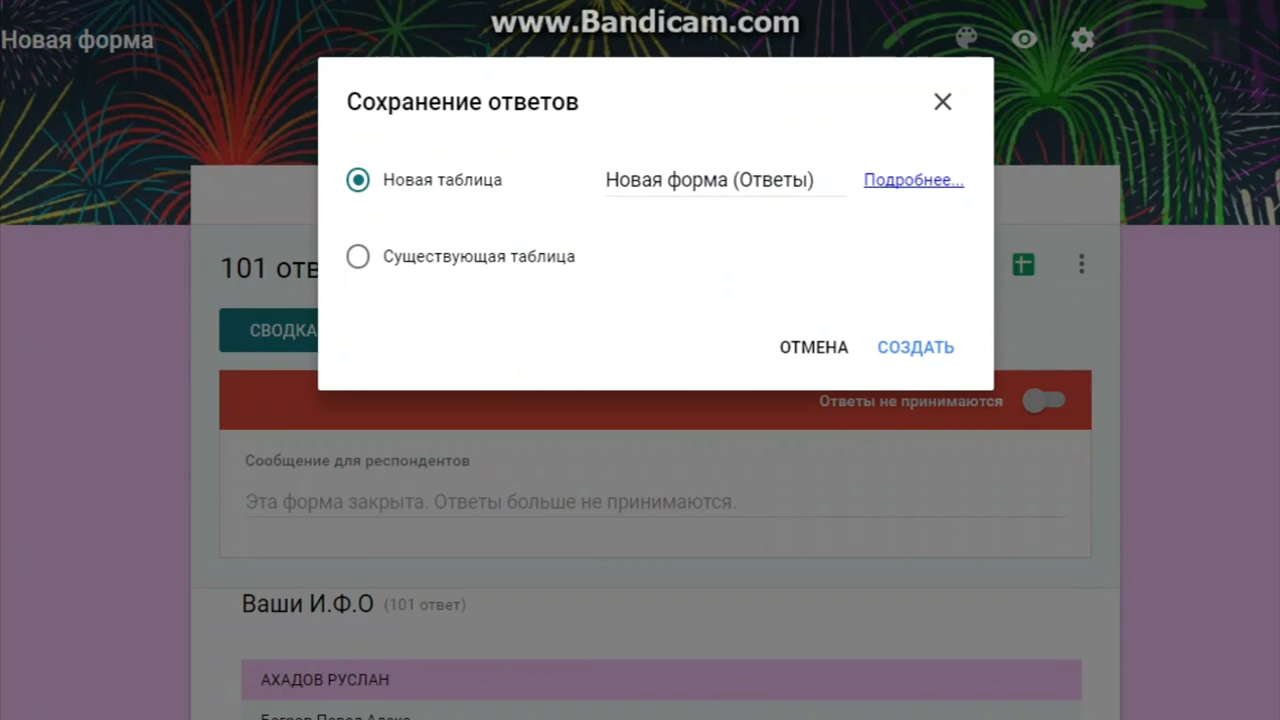 www.Bandicam.com
Новая форма
Сохранение ответов
Новая таблица
Новая форма (Ответы)
Подробнее...
Существующая таблица
101 отв
СВОДКА
ОТМЕНА
СОЗДАТЬ
Ответы не принимаются
Сообщение для респондентов
Эта форма закрыта. Ответы больше не принимаются.
Ваши И.Ф.О (101 ответ)
АХАДОВ РУСЛАН